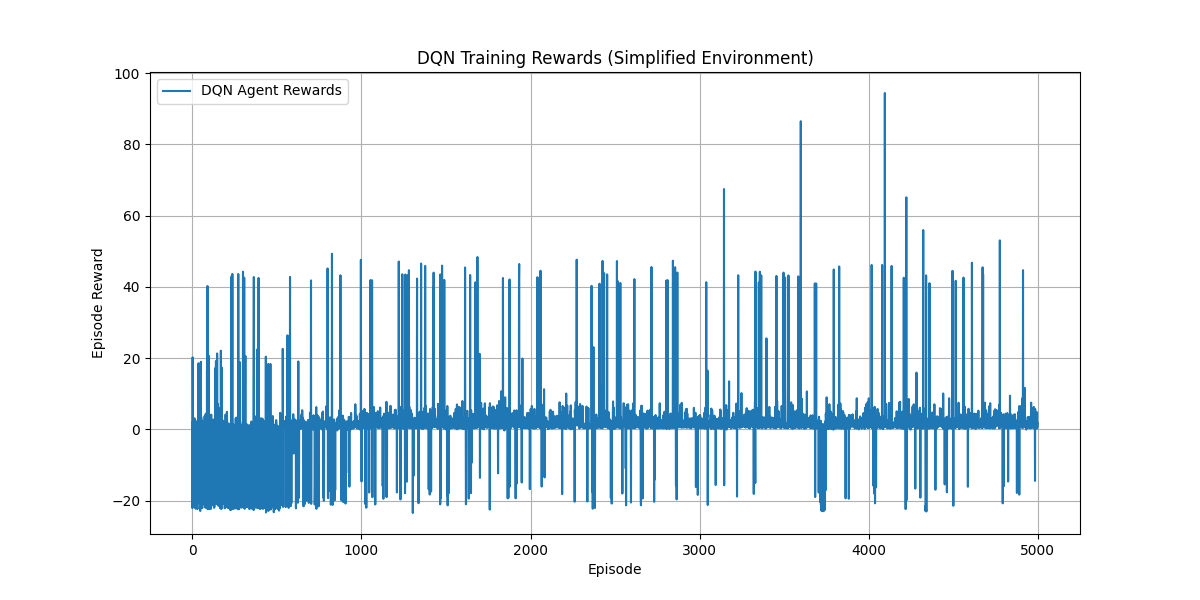 DQN Training Rewards (Simplified Environment)
DQN Agent Rewards
100
80
60
40
20
0
−20
Episode Reward
0 1000 2000 3000 4000 5000
Episode